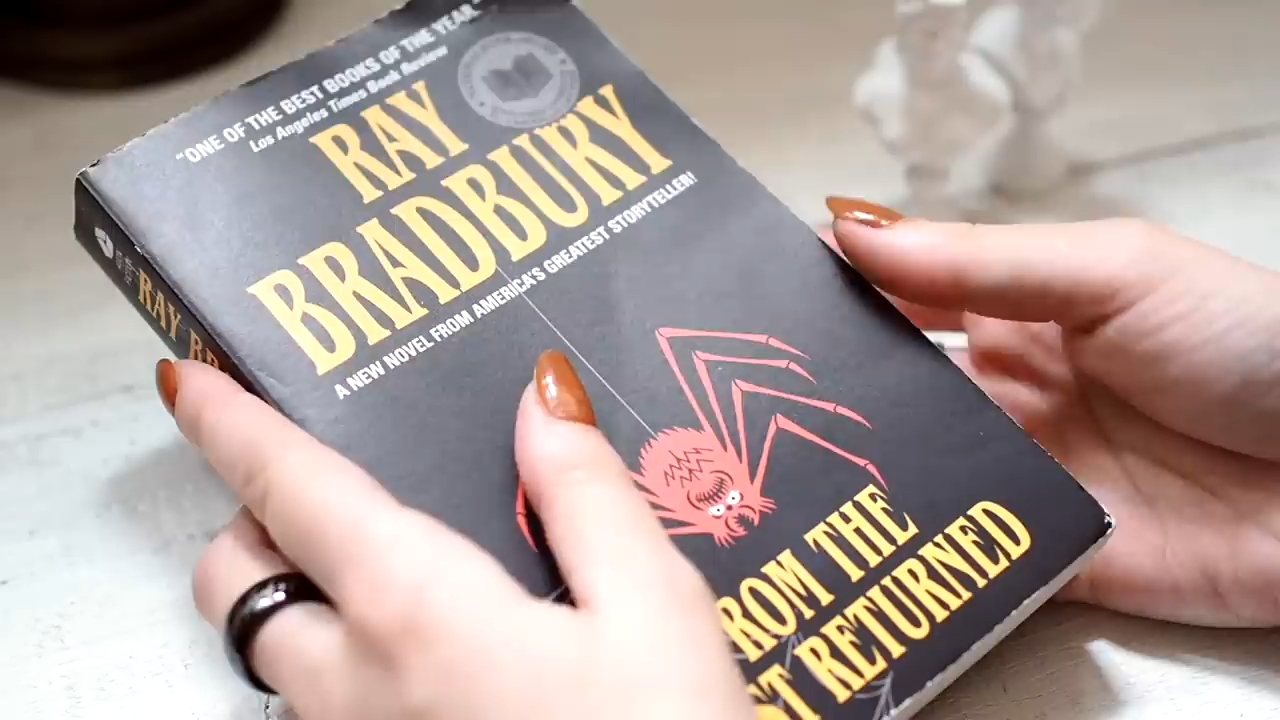 "ONE OF THE BEST BOOKS OF THE YEAR"
Los Angeles Times Book Review
RAY
BRADBURY
A NEW NOVEL FROM AMERICA'S GREATEST STORYTELLER!
ROM THE
ST RETURNED
RAY